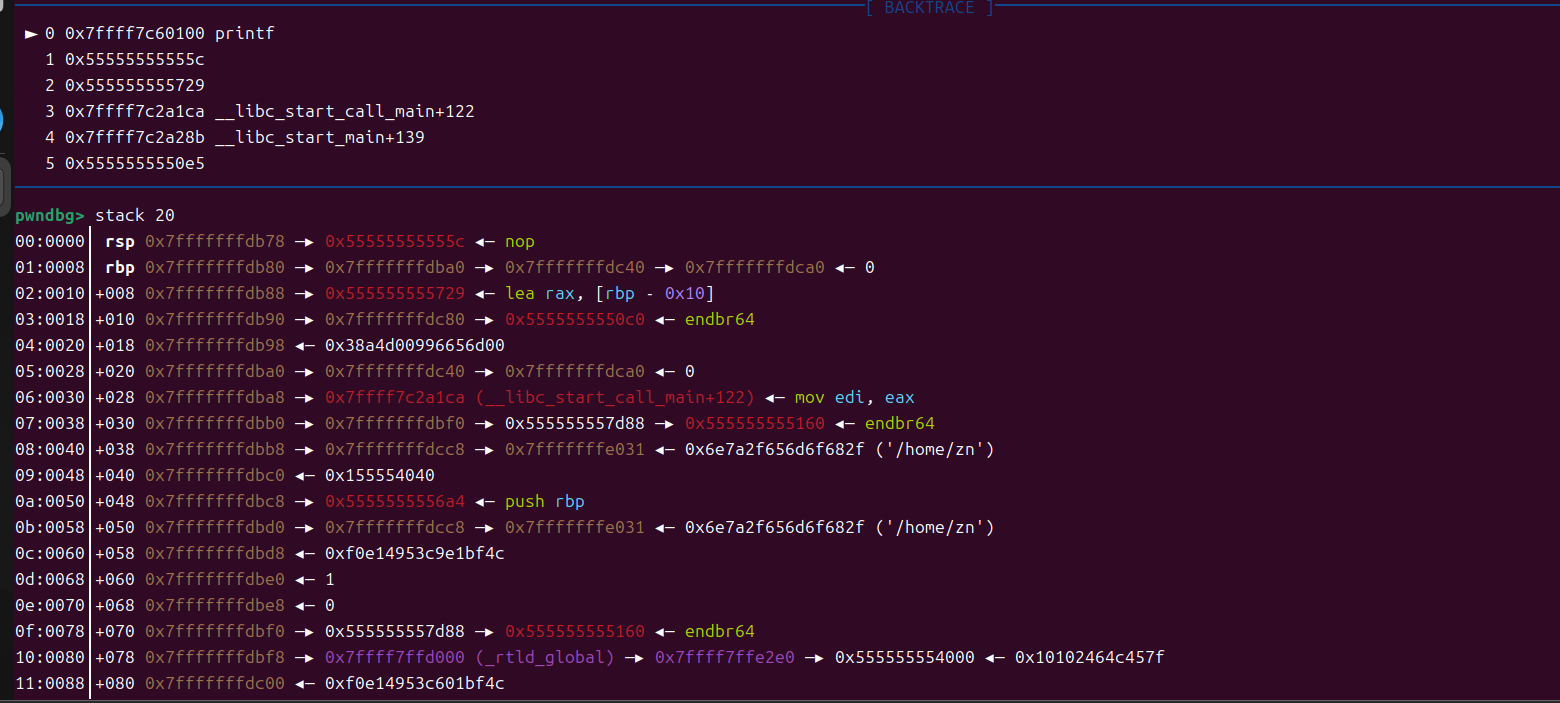 [ BACKTRACE ]
► 0 0x7ffff7c60100 printf
1 0x55555555555c
2 0x555555555729
3 0x7ffff7c2a1ca __libc_start_call_main+122
4 0x7ffff7c2a28b __libc_start_main+139
5 0x5555555550e5
pwndbg> stack 20
00:0000│ rsp 0x7fffffffdb78 —▸ 0x55555555555c ◂— nop
01:0008│ rbp 0x7fffffffdb80 —▸ 0x7fffffffdba0 —▸ 0x7fffffffdc40 —▸ 0x7fffffffdca0 ◂— 0
02:0010│+008 0x7fffffffdb88 —▸ 0x555555555729 ◂— lea rax, [rbp - 0x10]
03:0018│+010 0x7fffffffdb90 —▸ 0x7fffffffdc80 —▸ 0x5555555550c0 ◂— endbr64
04:0020│+018 0x7fffffffdb98 ◂— 0x38a4d00996656d00
05:0028│+020 0x7fffffffdba0 —▸ 0x7fffffffdc40 —▸ 0x7fffffffdca0 ◂— 0
06:0030│+028 0x7fffffffdba8 —▸ 0x7ffff7c2a1ca (__libc_start_call_main+122) ◂— mov edi, eax
07:0038│+030 0x7fffffffdbb0 —▸ 0x7fffffffdbf0 —▸ 0x555555557d88 —▸ 0x555555555160 ◂— endbr64
08:0040│+038 0x7fffffffdbb8 —▸ 0x7fffffffdcc8 —▸ 0x7fffffffe031 ◂— 0x6e7a2f656d6f682f ('/home/zn')
09:0048│+040 0x7fffffffdbc0 ◂— 0x155554040
0a:0050│+048 0x7fffffffdbc8 —▸ 0x5555555556a4 ◂— push rbp
0b:0058│+050 0x7fffffffdbd0 —▸ 0x7fffffffdcc8 —▸ 0x7fffffffe031 ◂— 0x6e7a2f656d6f682f ('/home/zn')
0c:0060│+058 0x7fffffffdbd8 ◂— 0xf0e14953c9e1bf4c
0d:0068│+060 0x7fffffffdbe0 ◂— 1
0e:0070│+068 0x7fffffffdbe8 ◂— 0
0f:0078│+070 0x7fffffffdbf0 —▸ 0x555555557d88 —▸ 0x555555555160 ◂— endbr64
10:0080│+078 0x7fffffffdbf8 —▸ 0x7ffff7ffd000 (_rtld_global) —▸ 0x7ffff7ffe2e0 —▸ 0x555555554000 ◂— 0x10102464c457f
11:0088│+080 0x7fffffffdc00 ◂— 0xf0e14953c601bf4c